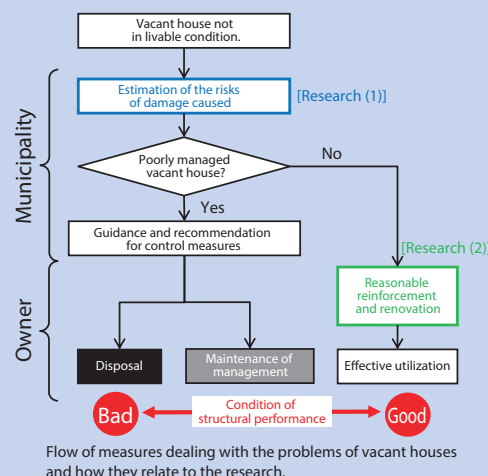 Vacant house not
in livable condition.
Estimation of the risks
of damage caused
[Research (1)]
Municipality
Poorly managed
vacant house?
No
Yes
Guidance and recommendation
for control measures
[Research (2)]
Owner
Reasonable
reinforcement
and renovation
Disposal
Maintenance of
management
Effective utilization
Bad
Condition of
structural performance
Good
Flow of measures dealing with the problems of vacant houses
and how they relate to the research.